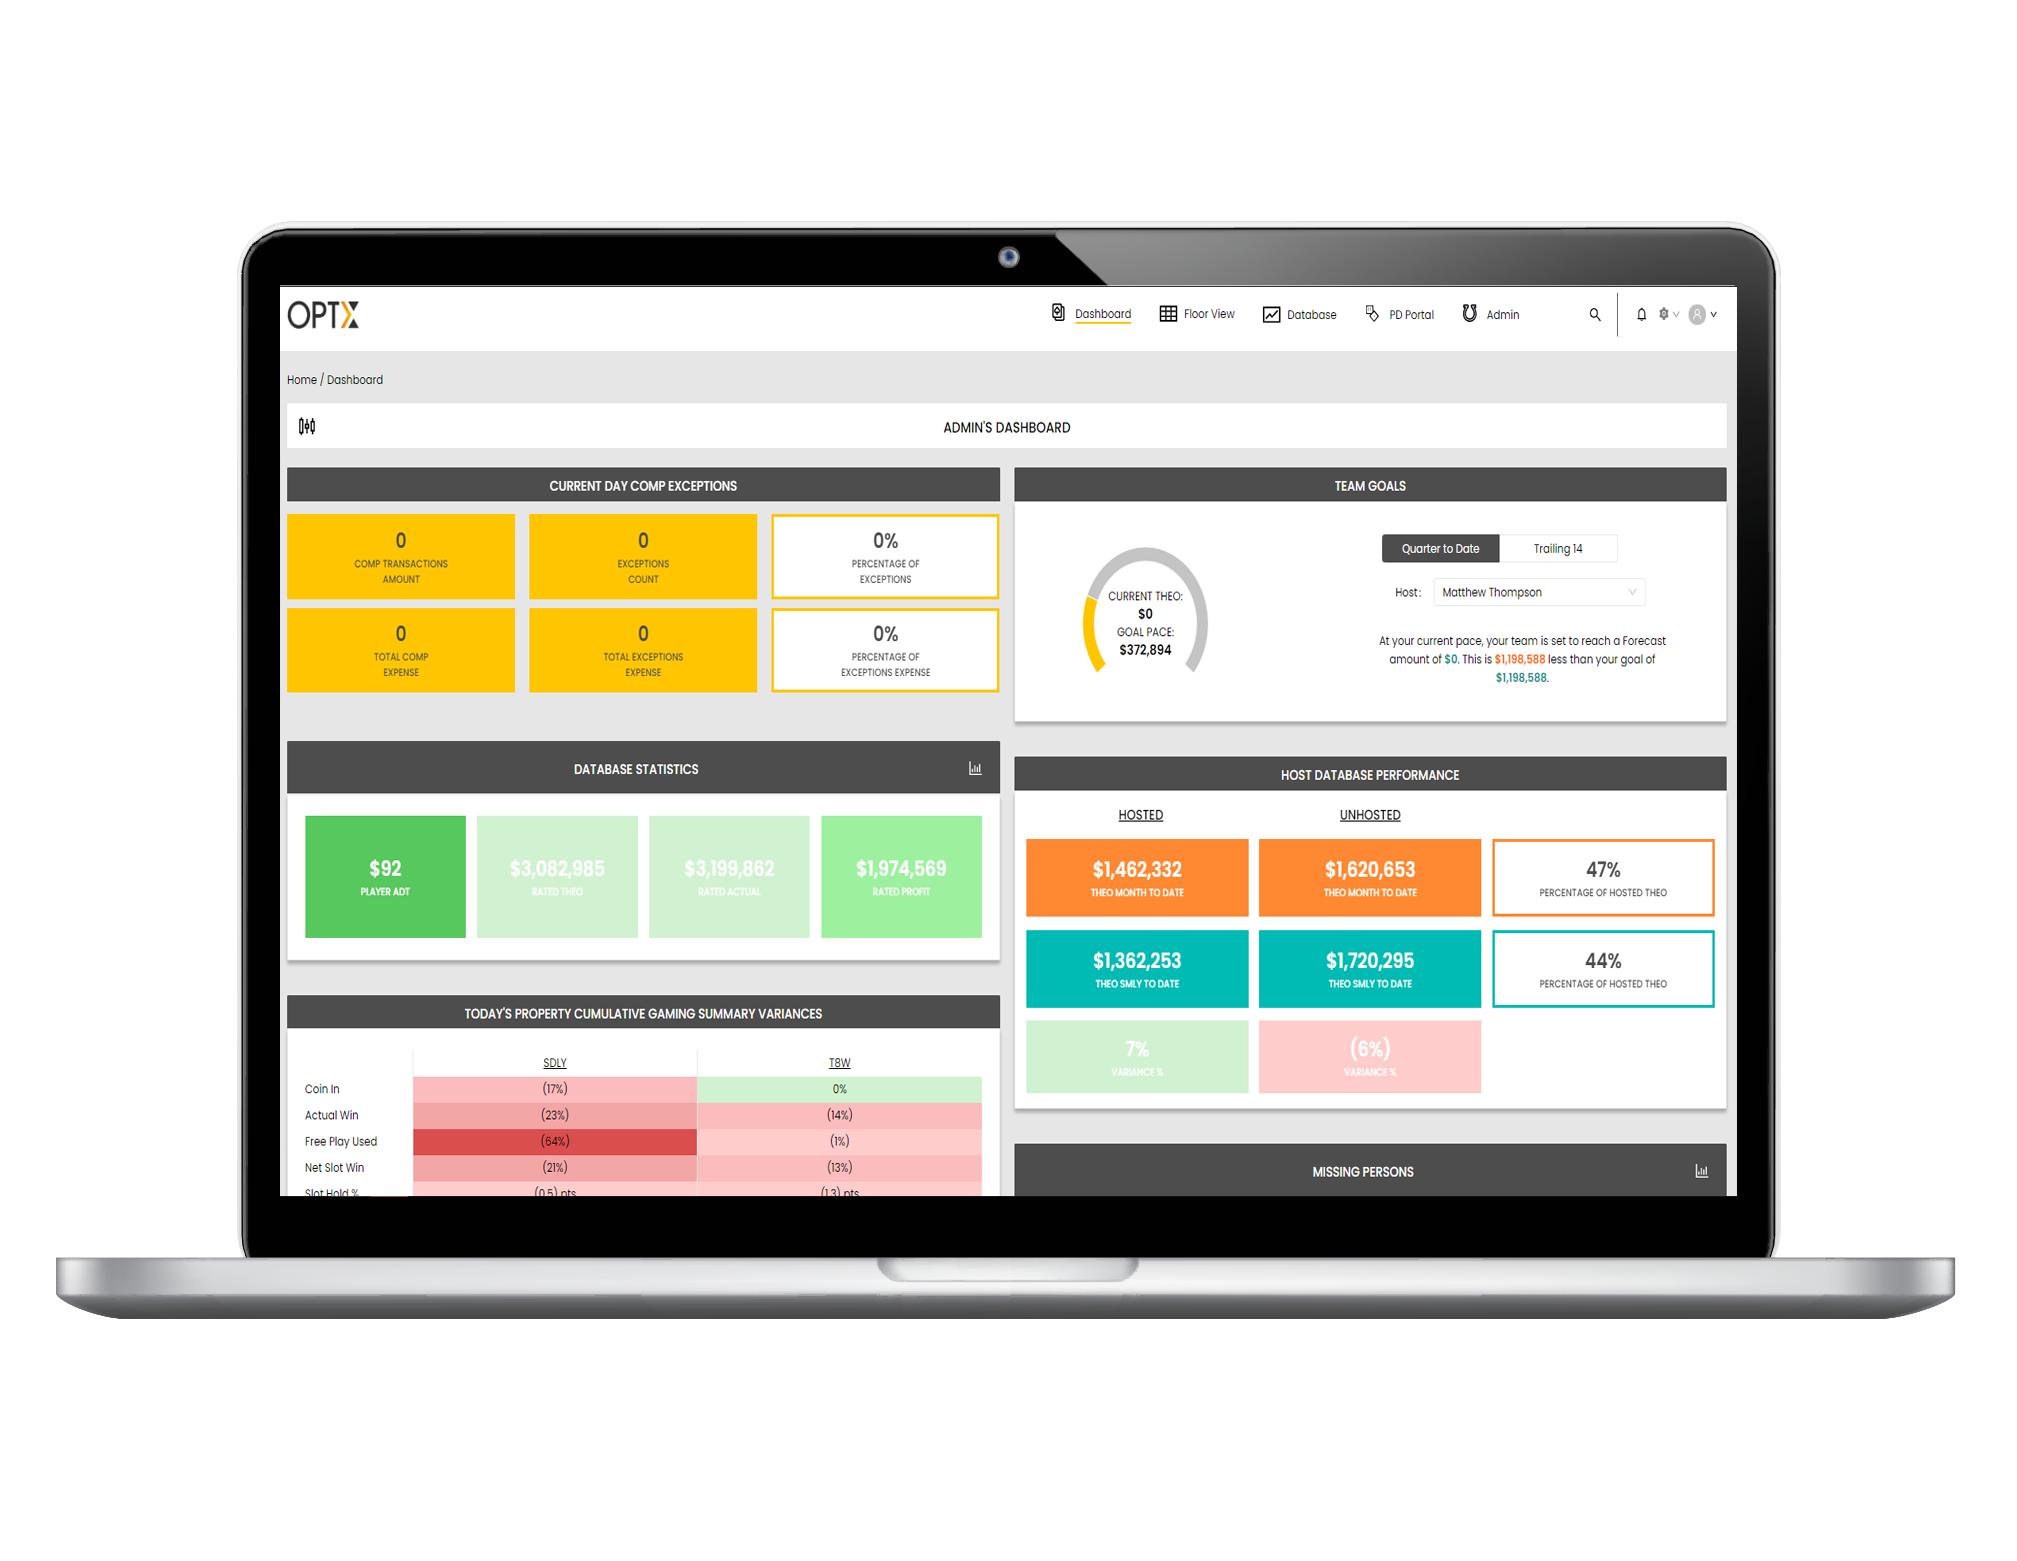 OPTX
Dashboard
Floor View
Database
PD Portal
Admin
Home / Dashboard
ADMIN'S DASHBOARD
CURRENT DAY COMP EXCEPTIONS
0
COMP TRANSACTIONS
AMOUNT
0
EXCEPTIONS
COUNT
0%
PERCENTAGE OF
EXCEPTIONS
0
TOTAL COMP
EXPENSE
0
TOTAL EXCEPTIONS
EXPENSE
0%
PERCENTAGE OF
EXCEPTIONS EXPENSE
TEAM GOALS
CURRENT THEO:
$0
GOAL PACE:
$372,894
Quarter to Date
Trailing 14
Host:
Matthew Thompson
At your current pace, your team is set to reach a Forecast
amount of $0. This is $1,198,588 less than your goal of
$1,198,588.
DATABASE STATISTICS
$92
PLAYER ADT
$3,082,985
RATED THEO
$3,199,862
RATED ACTUAL
$1,974,569
RATED PROFIT
HOST DATABASE PERFORMANCE
HOSTED
UNHOSTED
$1,462,332
THEO MONTH TO DATE
$1,620,653
THEO MONTH TO DATE
47%
PERCENTAGE OF HOSTED THEO
$1,362,253
THEO SMLY TO DATE
$1,720,295
THEO SMLY TO DATE
44%
PERCENTAGE OF HOSTED THEO
7%
VARIANCE %
(6%)
VARIANCE %
TODAY'S PROPERTY CUMULATIVE GAMING SUMMARY VARIANCES
SDLY
T8W
Coin In
(17%)
0%
Actual Win
(23%)
(14%)
Free Play Used
(64%)
(1%)
Net Slot Win
(21%)
(13%)
Slot Hold %
(0.5) pts
(1.3) pts
MISSING PERSONS